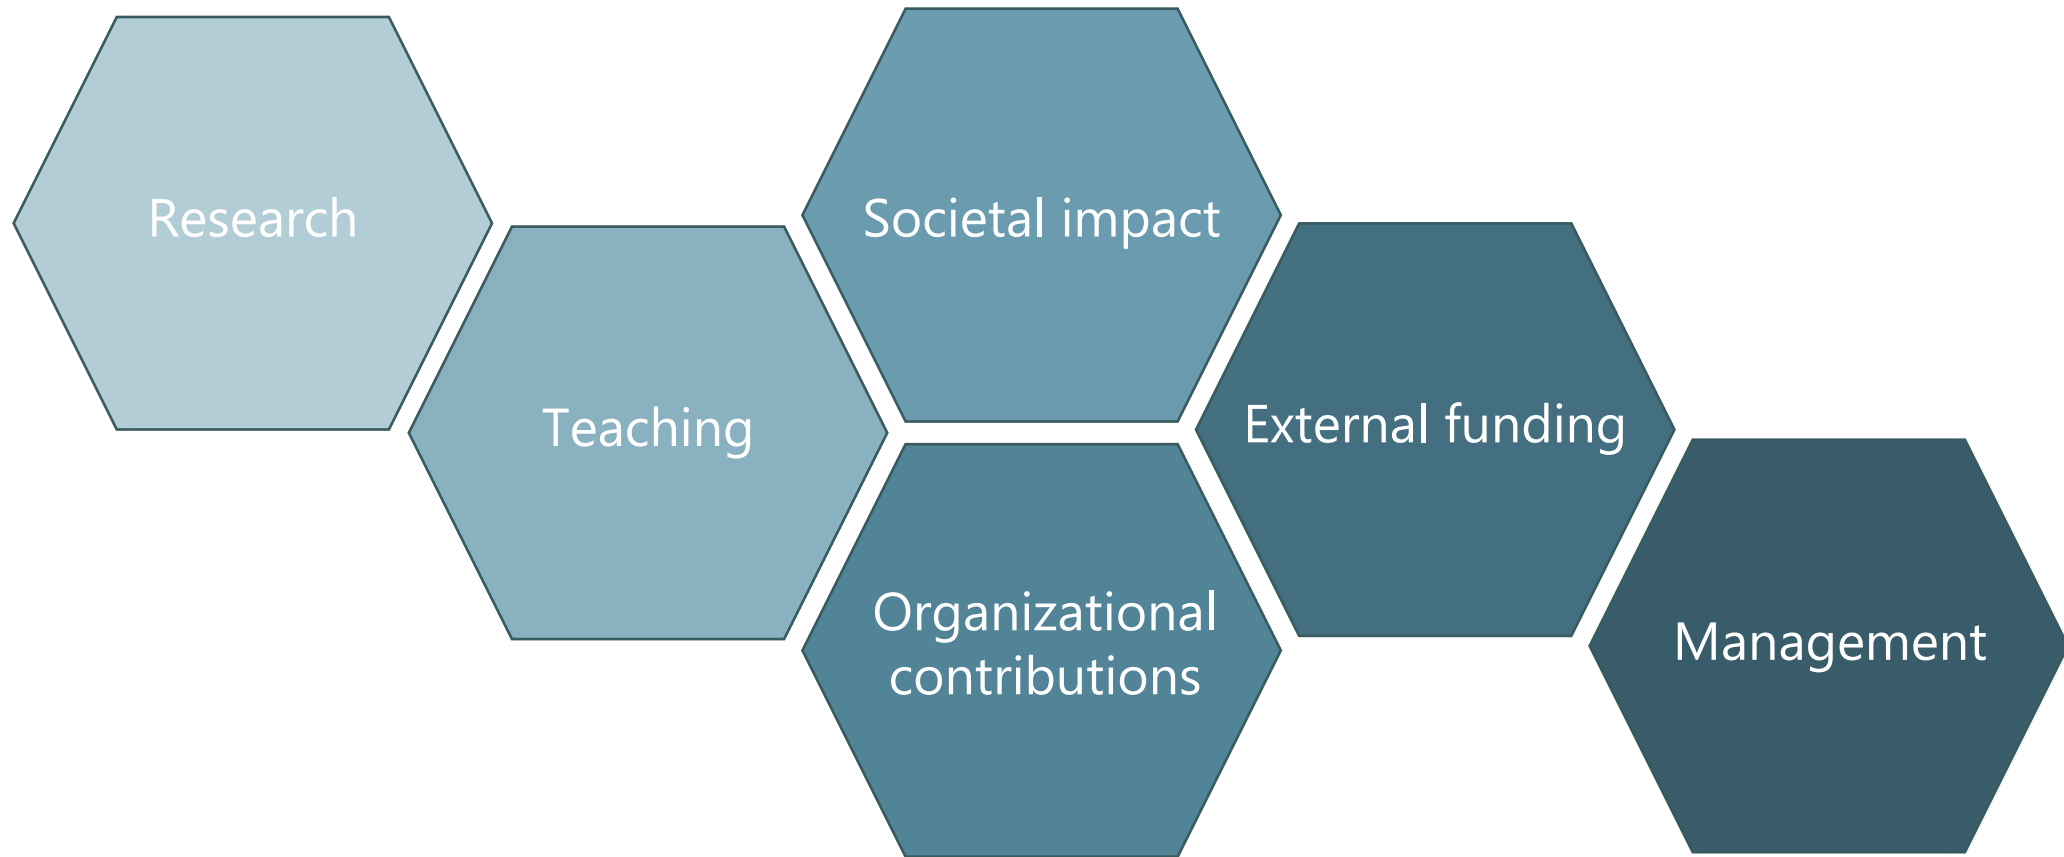 Research
Teaching
Societal impact
Organizational
contributions
External funding
Management